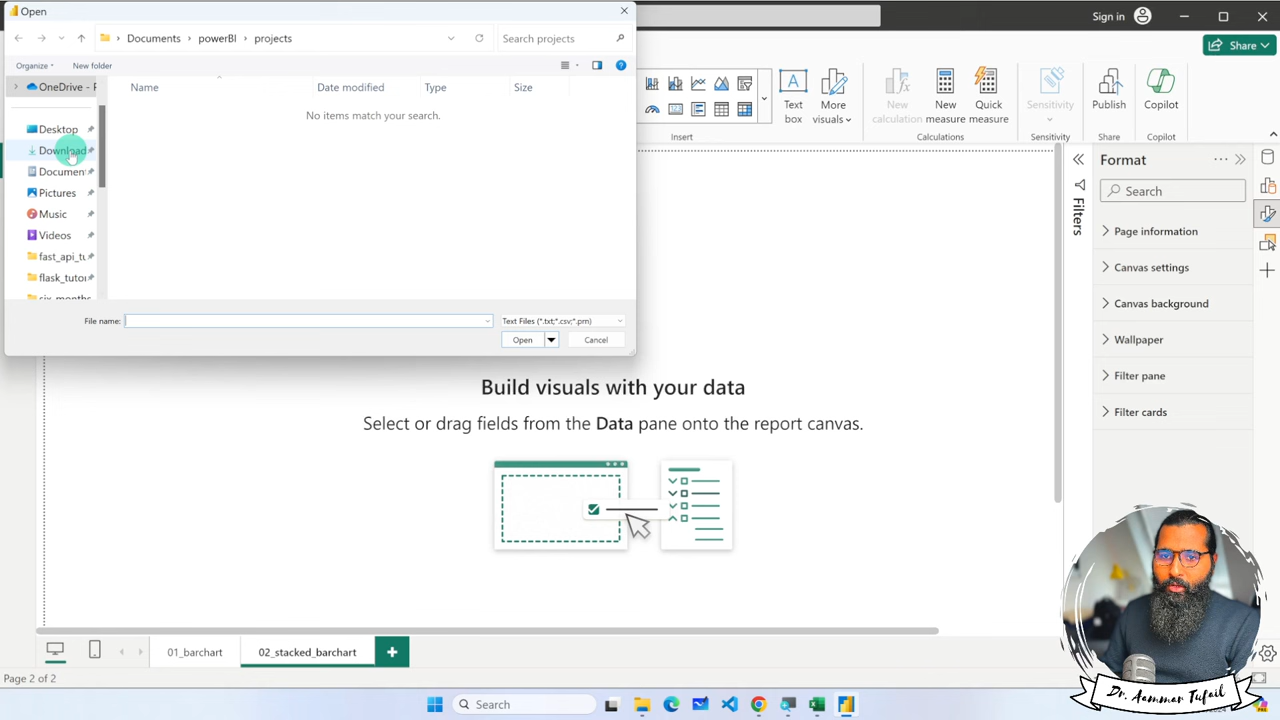 Open
Documents
powerBI
projects
Search projects
Organize
New folder
OneDrive - P
Name
Date modified
Type
Size
No items match your search.
Desktop
Download
Documen
Pictures
Music
Videos
fast_api_tu
flask_tutor
six_months
File name:
Text Files (*.txt;*.csv;*.prn)
Open
Cancel
Sign in
Share
Text box
More visuals
New calculation
New measure
Quick measure
Sensitivity
Publish
Copilot
Insert
Calculations
Sensitivity
Share
Copilot
Filters
Format
Search
Page information
Canvas settings
Canvas background
Wallpaper
Filter pane
Filter cards
Build visuals with your data
Select or drag fields from the Data pane onto the report canvas.
01_barchart
02_stacked_barchart
Page 2 of 2
Search
Dr. Aammar Tufail